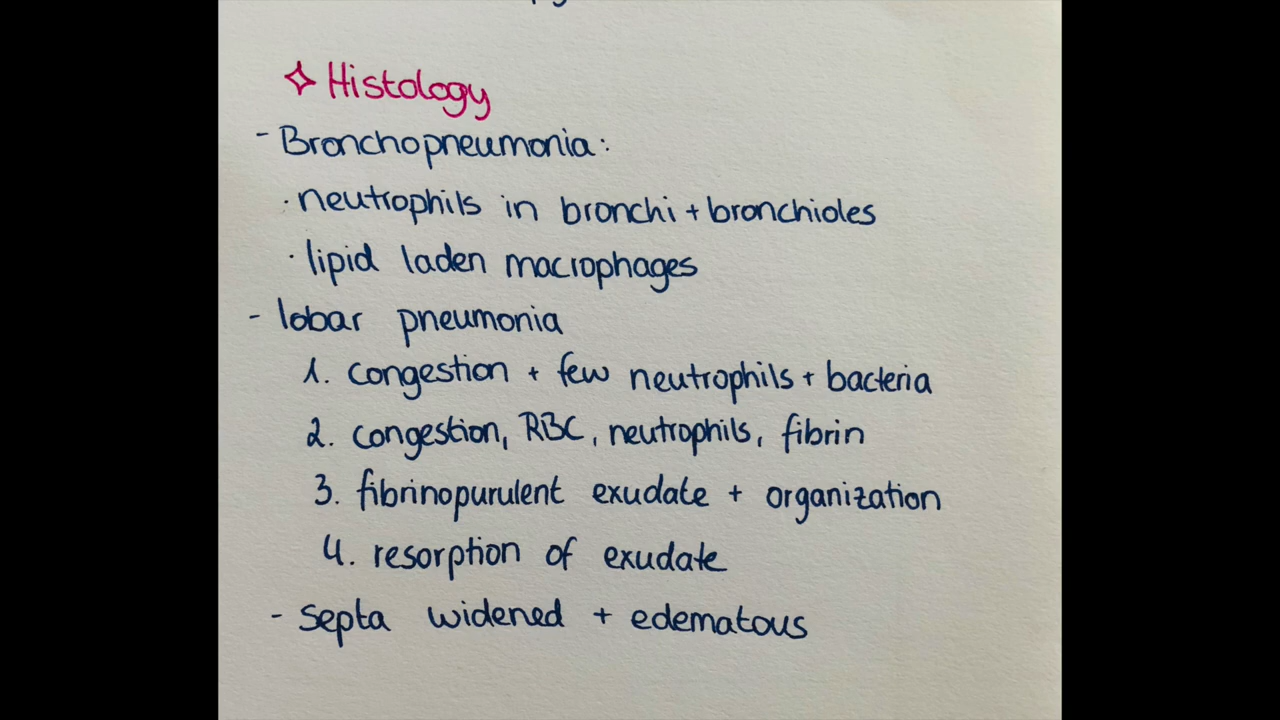 Histology
- Bronchopneumonia:
· neutrophils in bronchi + bronchioles
· lipid laden macrophages
- lobar pneumonia
1. congestion + few neutrophils + bacteria
2. congestion, RBC, neutrophils, fibrin
3. fibrinopurulent exudate + organization
4. resorption of exudate
- septa widened + edematous